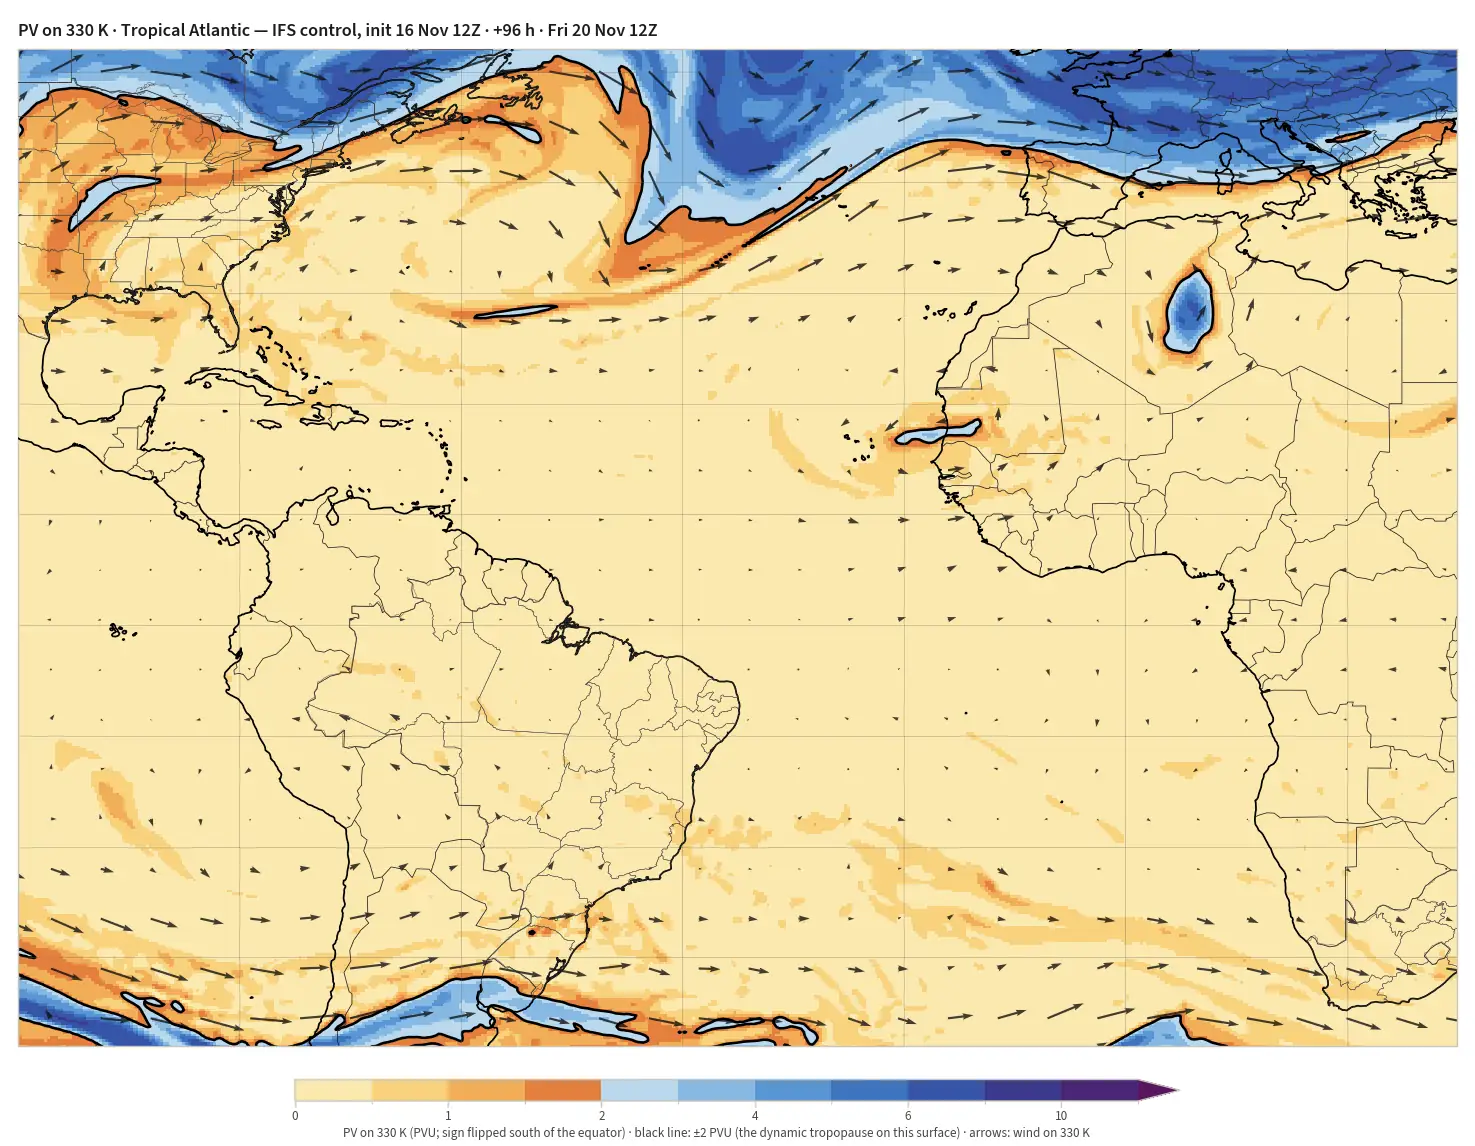 PV on 330 K · Tropical Atlantic — IFS control, init 16 Nov 12Z · +96 h · Fri 20 Nov 12Z
0 1 2 4 6 10
PV on 330 K (PVU; sign flipped south of the equator) · black line: ±2 PVU (the dynamic tropopause on this surface) · arrows: wind on 330 K